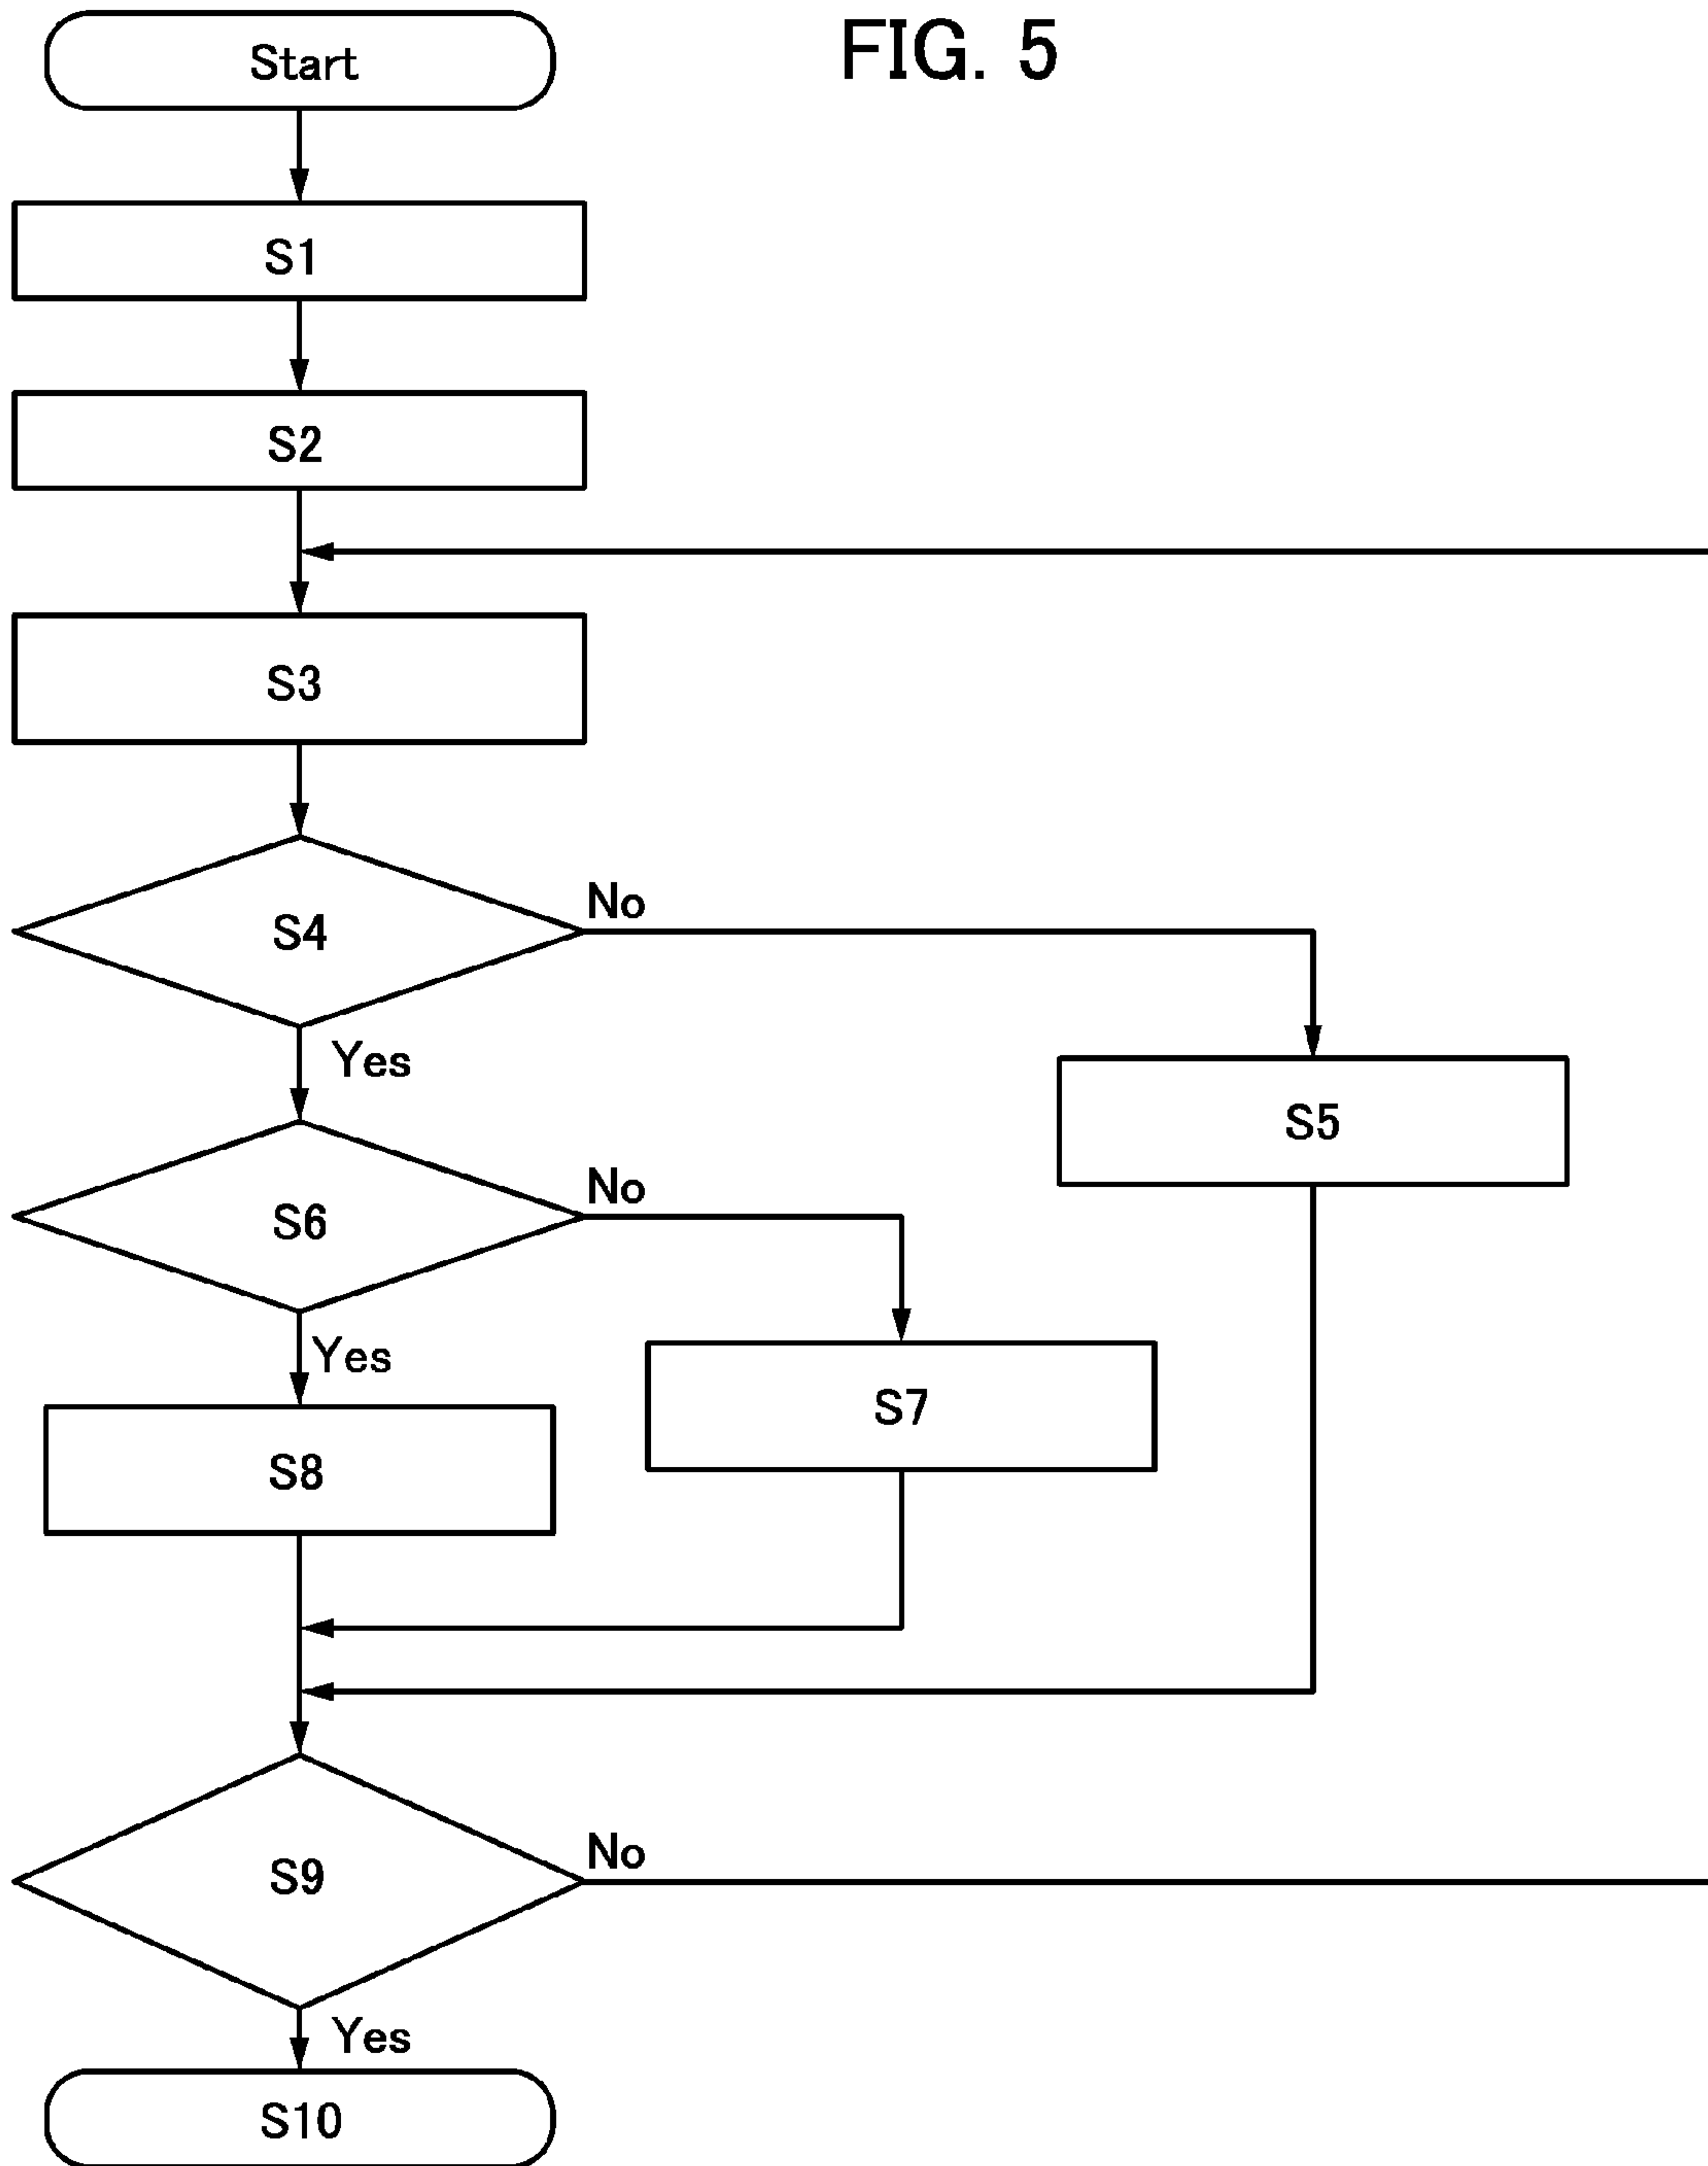 FIG. 5
Start
S1
S2
S3
S4
No
Yes
S5
S6
No
Yes
S7
S8
S9
No
Yes
S10